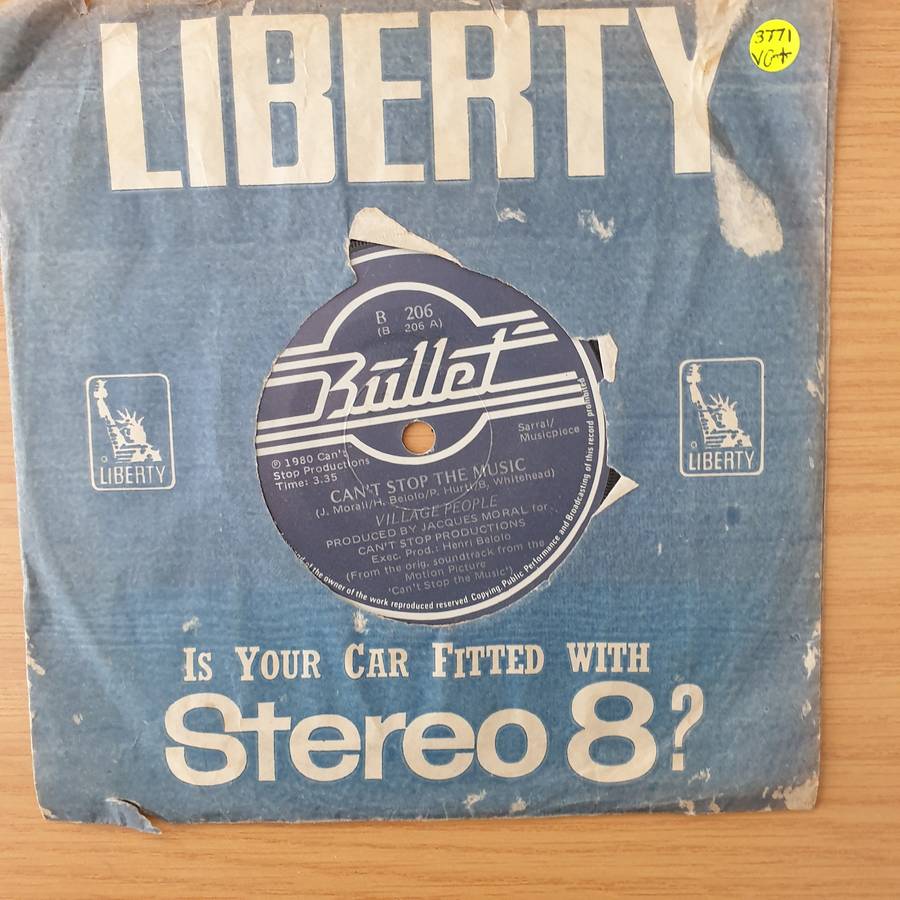 LIBERTY
3771
VG+
B 206
(B 206 A)
Bullet
Sarral/
Musicpiece
℗ 1980 Can't
Stop Productions
Time: 3.35
CAN'T STOP THE MUSIC
(J. Morali/H. Belolo/P. Hurtt/B. Whitehead)
VILLAGE PEOPLE
PRODUCED BY JACQUES MORAL for
CAN'T STOP PRODUCTIONS
Exec. Prod.: Henri Belolo
(From the orig. soundtrack from the
Motion Picture
'Can't Stop the Music')
of the owner of the work reproduced reserved Copying, Public Performance and Broadcasting of this record prohibited
LIBERTY
LIBERTY
IS YOUR CAR FITTED WITH
Stereo 8?